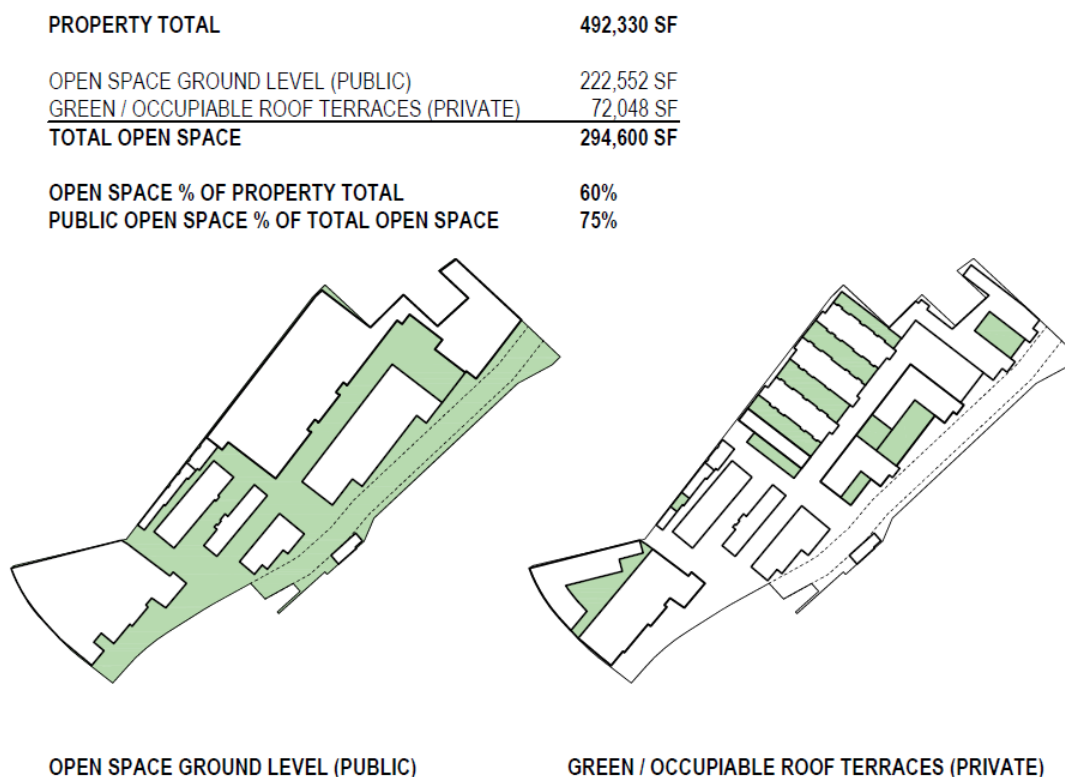 PROPERTY TOTAL 492,330 SF
OPEN SPACE GROUND LEVEL (PUBLIC) 222,552 SF
GREEN / OCCUPIABLE ROOF TERRACES (PRIVATE) 72,048 SF
TOTAL OPEN SPACE 294,600 SF
OPEN SPACE % OF PROPERTY TOTAL 60%
PUBLIC OPEN SPACE % OF TOTAL OPEN SPACE 75%
OPEN SPACE GROUND LEVEL (PUBLIC) GREEN / OCCUPIABLE ROOF TERRACES (PRIVATE)